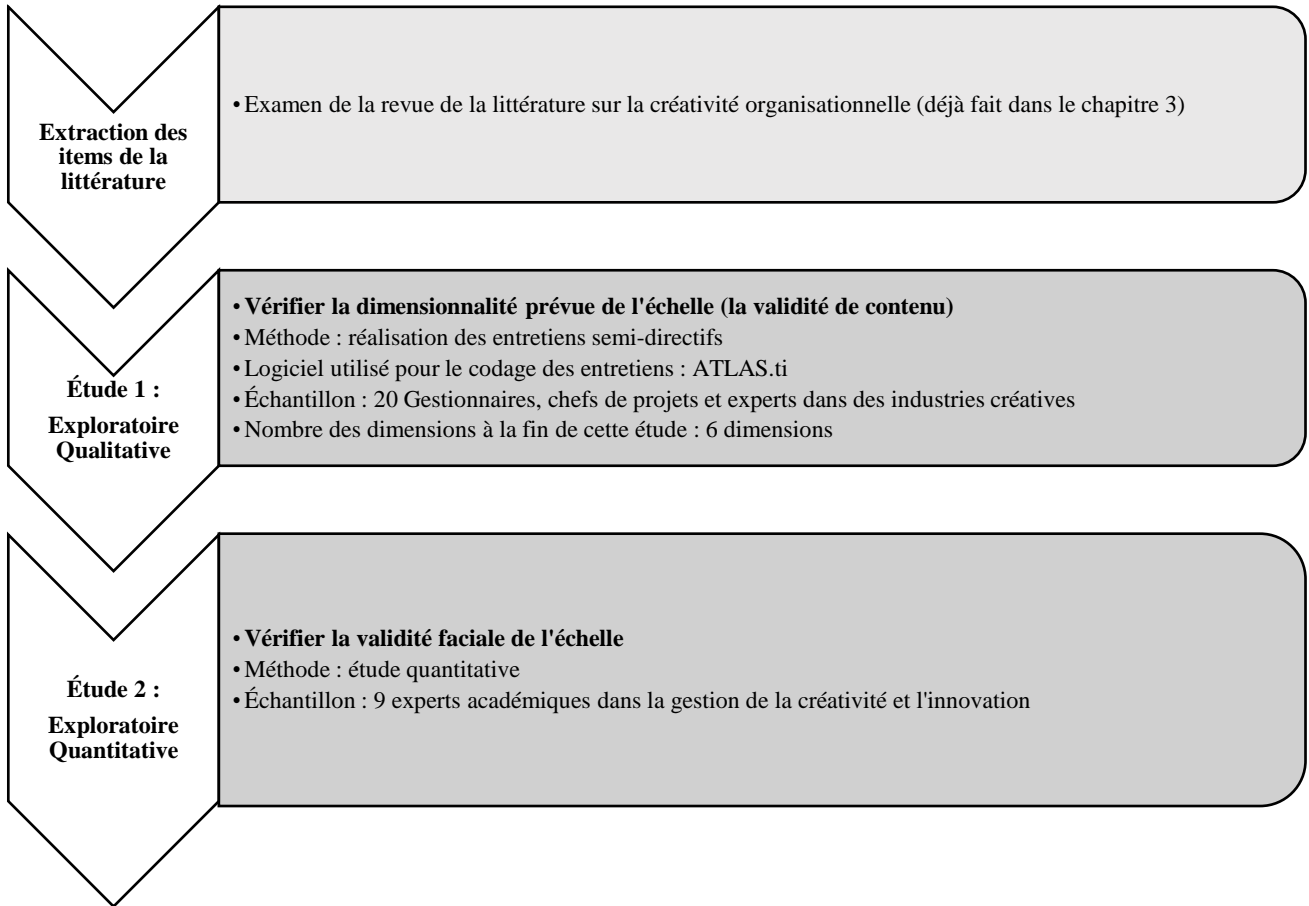 Extraction des
items de la
littérature
• Examen de la revue de la littérature sur la créativité organisationnelle (déjà fait dans le chapitre 3)
Étude 1 :
Exploratoire
Qualitative
• Vérifier la dimensionnalité prévue de l'échelle (la validité de contenu)
• Méthode : réalisation des entretiens semi-directifs
• Logiciel utilisé pour le codage des entretiens : ATLAS.ti
• Échantillon : 20 Gestionnaires, chefs de projets et experts dans des industries créatives
• Nombre des dimensions à la fin de cette étude : 6 dimensions
Étude 2 :
Exploratoire
Quantitative
• Vérifier la validité faciale de l'échelle
• Méthode : étude quantitative
• Échantillon : 9 experts académiques dans la gestion de la créativité et l'innovation